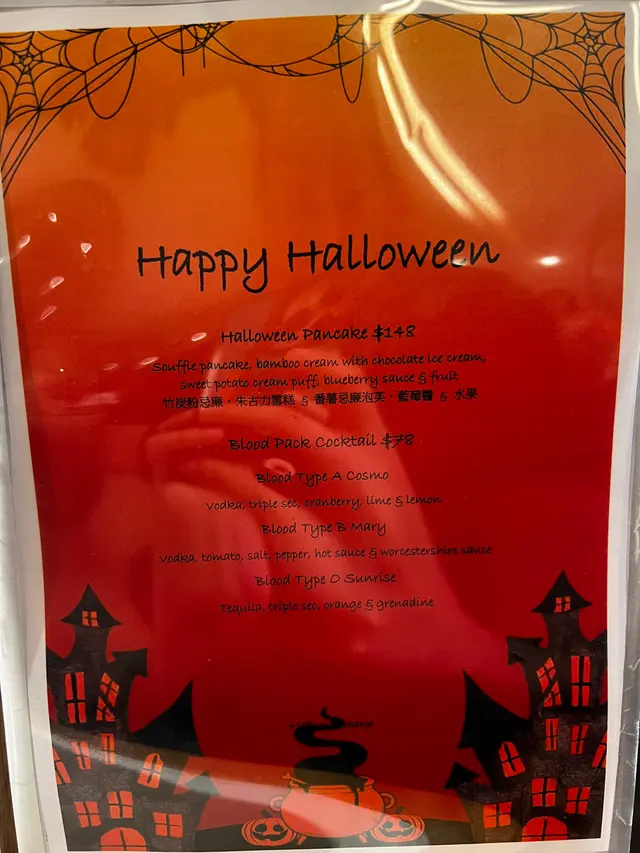 Happy Halloween
Halloween Pancake $148
Souffle pancake, bamboo cream with chocolate ice cream,
sweet potato cream puff, blueberry sauce & fruit
竹炭粉忌廉，朱古力雪糕 & 番薯忌廉泡芙，藍莓醬 & 水果
Blood Pack Cocktail $78
Blood Type A Cosmo
Vodka, triple sec, cranberry, lime & lemon
Blood Type B Mary
Vodka, tomato, salt, pepper, hot sauce & worcestershire sauce
Blood Type O Sunrise
Tequila, triple sec, orange & grenadine